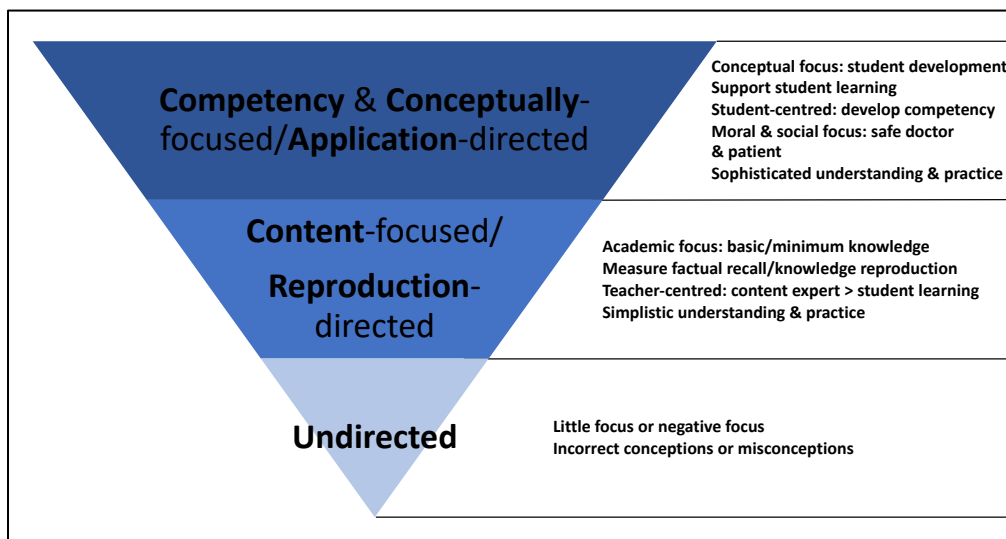 Competency & Conceptually-
focused/Application-directed
Conceptual focus: student development
Support student learning
Student-centred: develop competency
Moral & social focus: safe doctor
& patient
Sophisticated understanding & practice
Content-focused/
Reproduction-
directed
Academic focus: basic/minimum knowledge
Measure factual recall/knowledge reproduction
Teacher-centred: content expert > student learning
Simplistic understanding & practice
Undirected
Little focus or negative focus
Incorrect conceptions or misconceptions